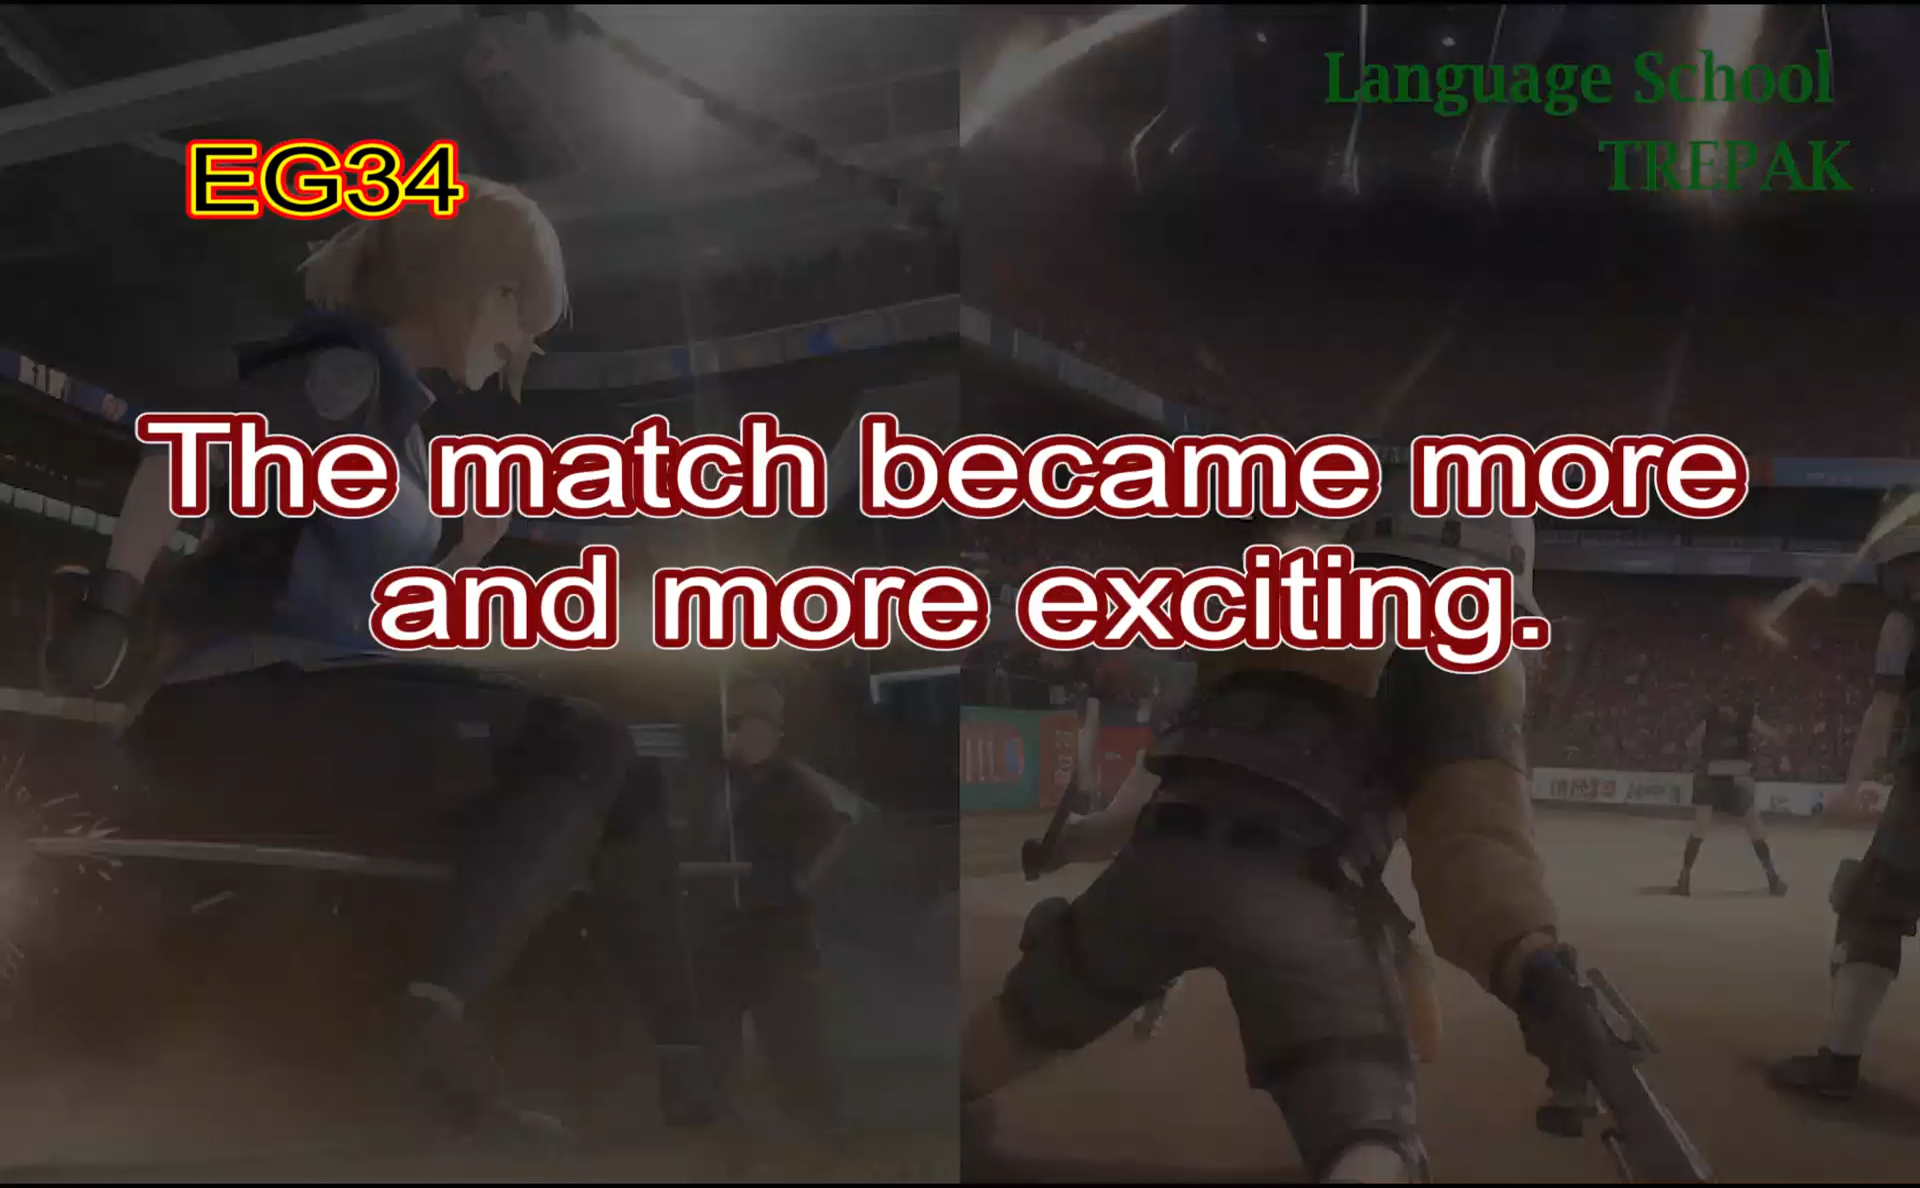 Language School
TREPAK
EG34
The match became more
and more exciting.